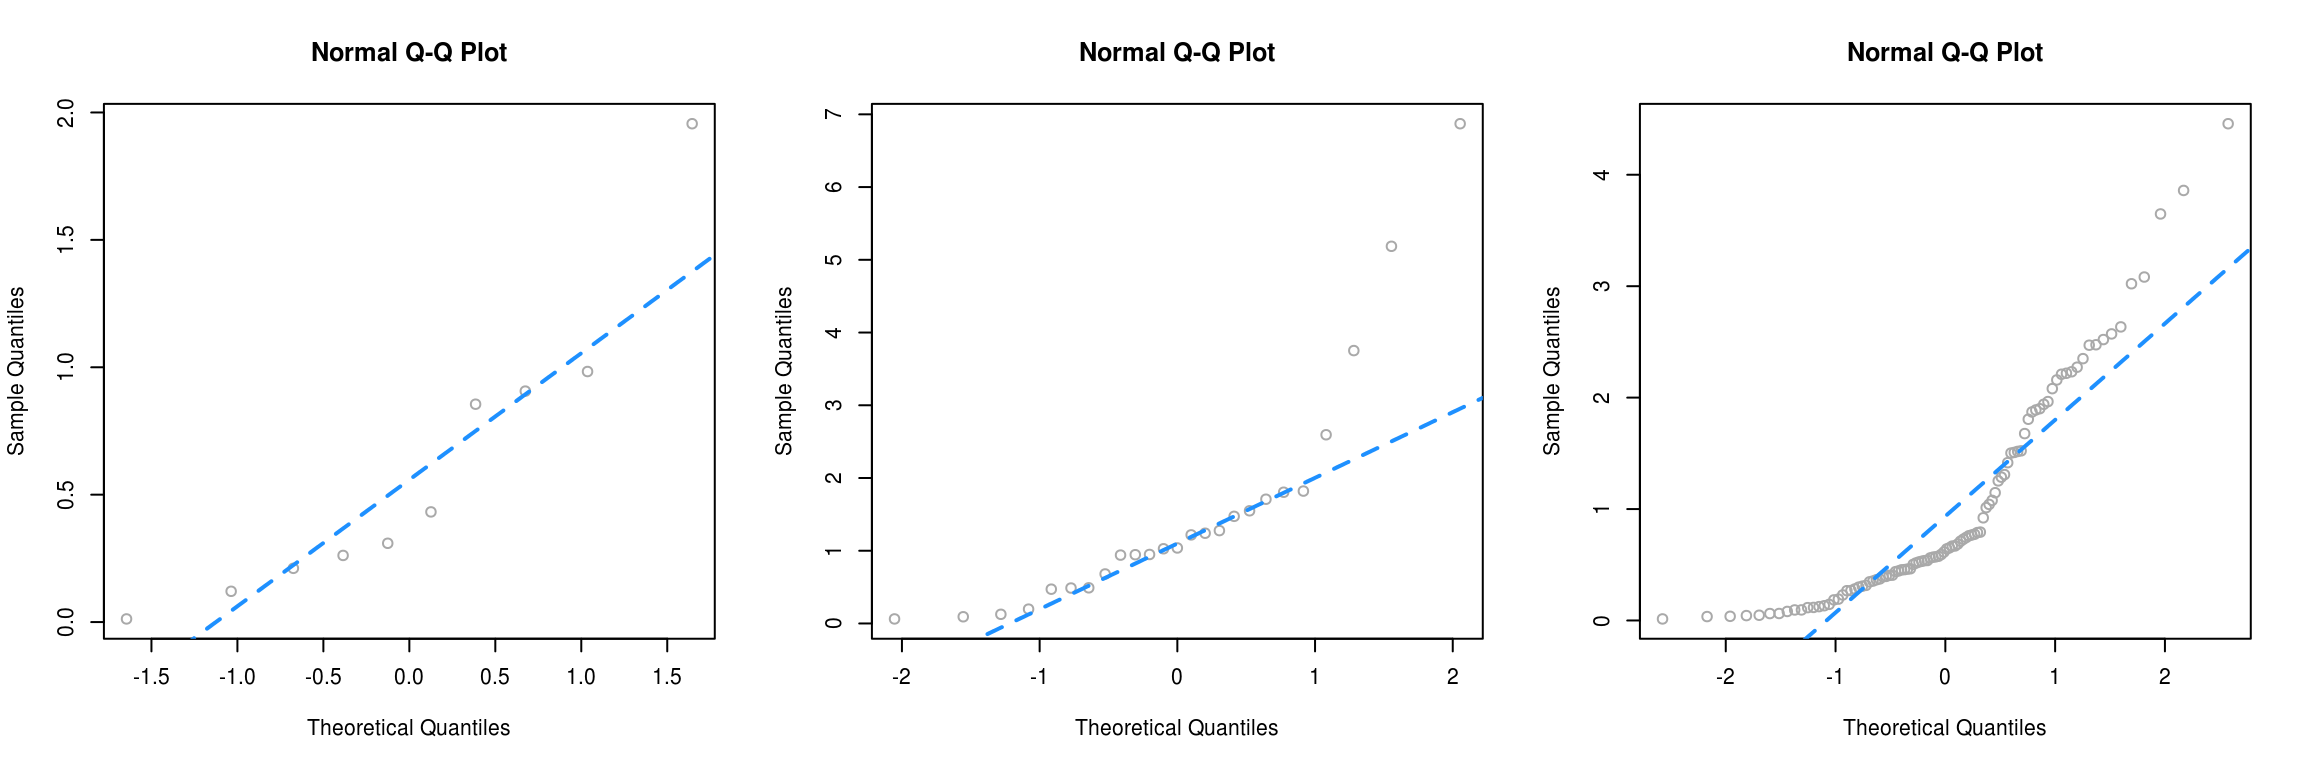 Normal Q-Q Plot
Sample Quantiles
2.0
1.5
1.0
0.5
0.0
-1.5 -1.0 -0.5 0.0 0.5 1.0 1.5
Theoretical Quantiles
Normal Q-Q Plot
Sample Quantiles
7
6
5
4
3
2
1
0
-2 -1 0 1 2
Theoretical Quantiles
Normal Q-Q Plot
Sample Quantiles
4
3
2
1
0
-2 -1 0 1 2
Theoretical Quantiles